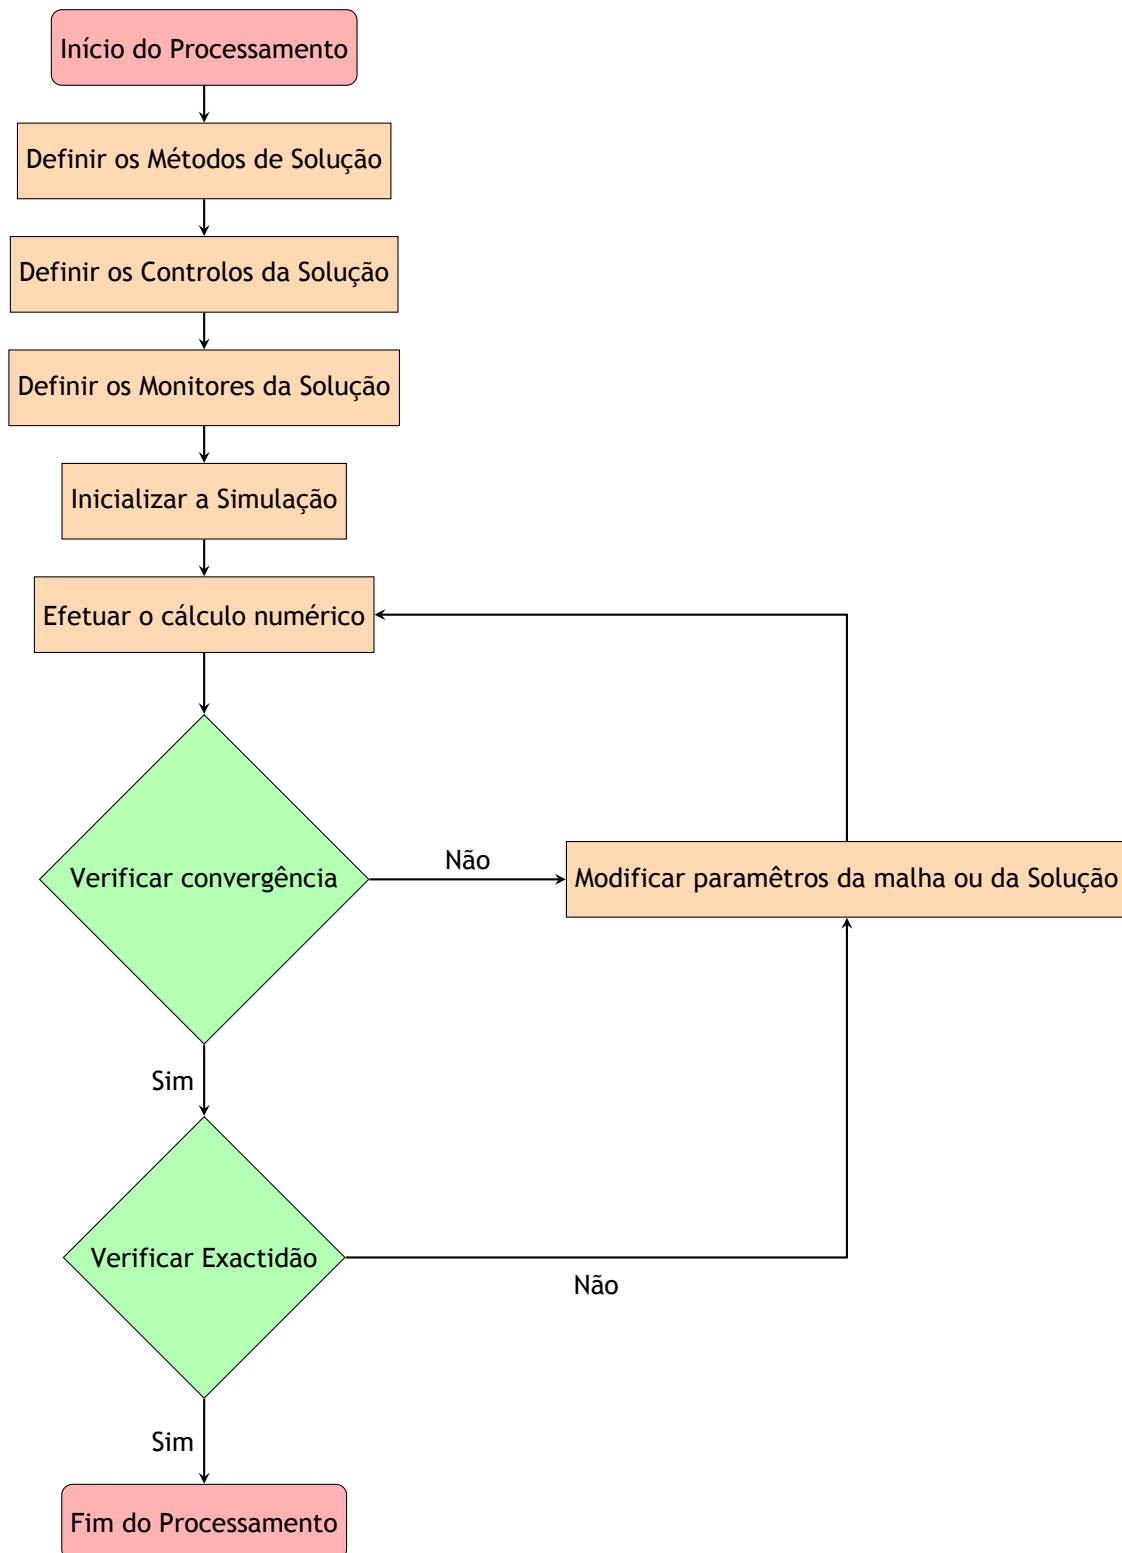 Início do Processamento
Definir os Métodos de Solução
Definir os Controlos da Solução
Definir os Monitores da Solução
Inicializar a Simulação
Efetuar o cálculo numérico
Verificar convergência
Não
Modificar paramêtros da malha ou da Solução
Sim
Verificar Exactidão
Não
Sim
Fim do Processamento